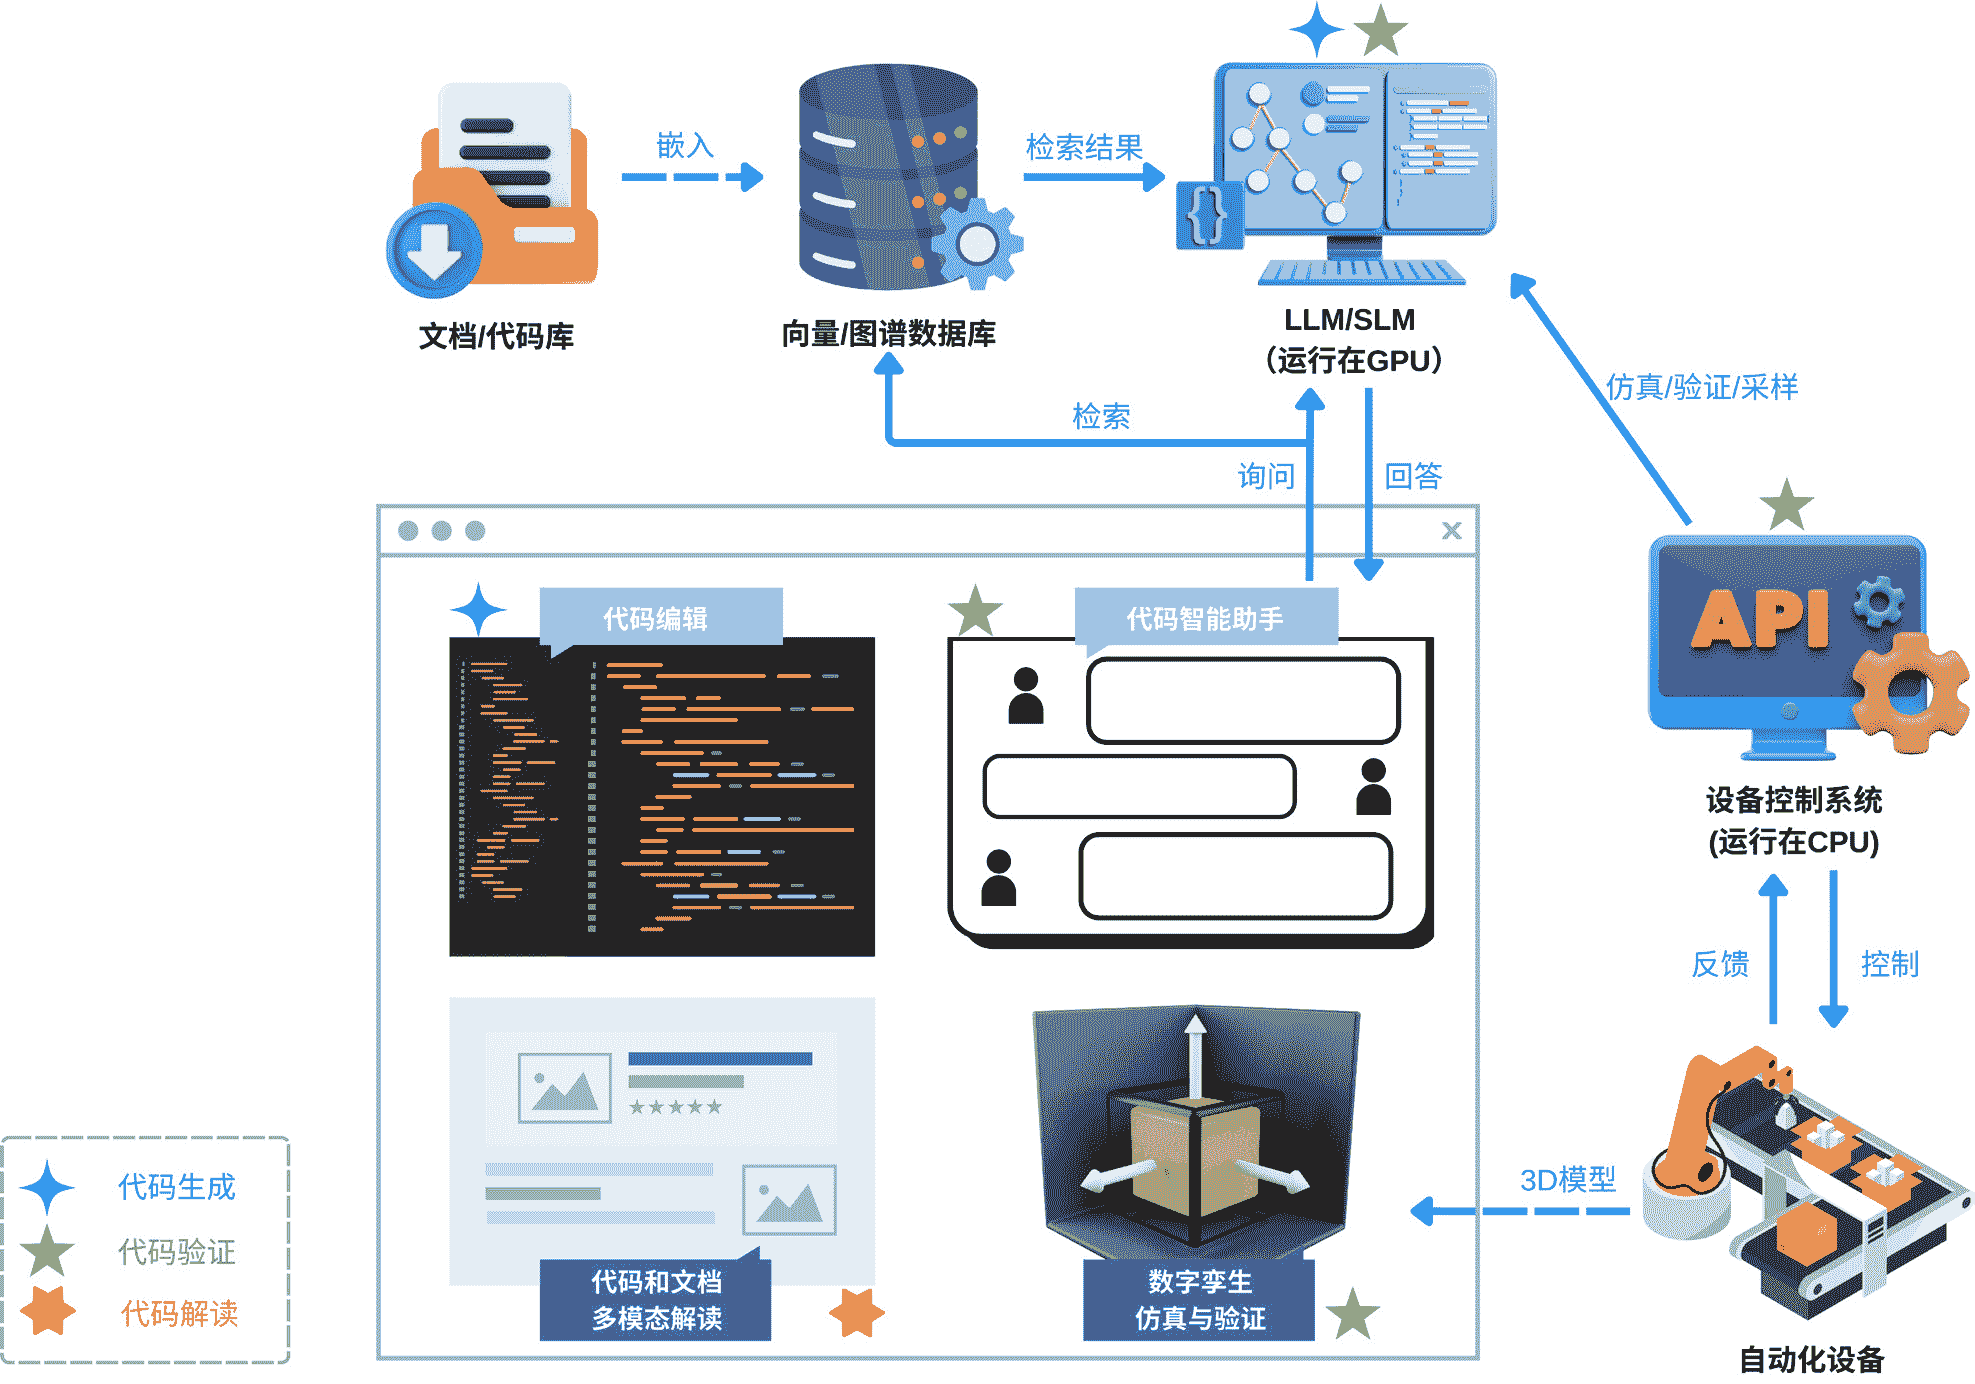 嵌入
检索结果
文档/代码库
向量/图谱数据库
LLM/SLM
（运行在GPU）
检索
询问
回答
仿真/验证/采样
代码编辑
代码智能助手
API
设备控制系统
(运行在CPU)
反馈
控制
3D模型
代码和文档
多模态解读
数字孪生
仿真与验证
自动化设备
代码生成
代码验证
代码解读